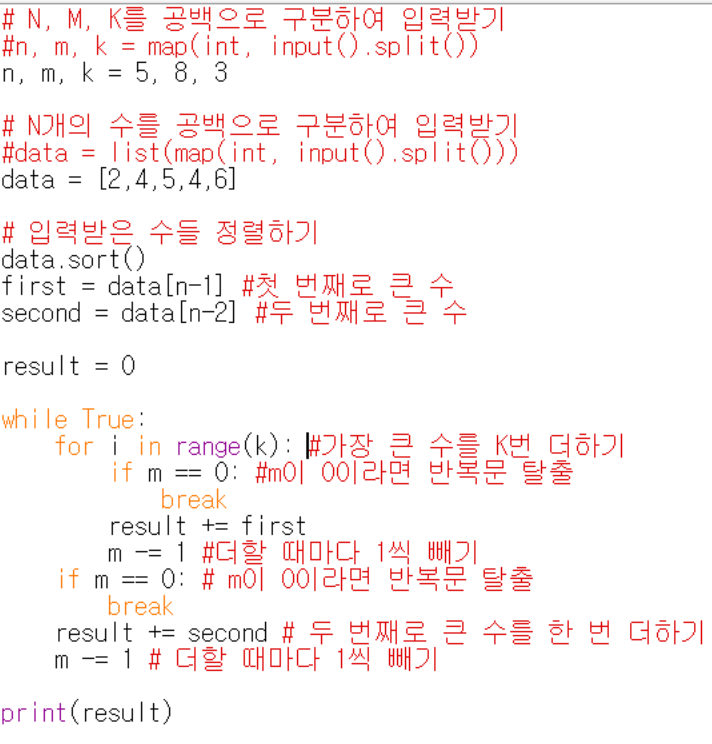 # N, M, K를 공백으로 구분하여 입력받기
#n, m, k = map(int, input().split())
n, m, k = 5, 8, 3
# N개의 수를 공백으로 구분하여 입력받기
#data = list(map(int, input().split()))
data = [2,4,5,4,6]
# 입력받은 수들 정렬하기
data.sort()
first = data[n-1] #첫 번째로 큰 수
second = data[n-2] #두 번째로 큰 수
result = 0
while True:
    for i in range(k): #가장 큰 수를 K번 더하기
        if m == 0: #m이 0이라면 반복문 탈출
            break
        result += first
        m -= 1 #더할 때마다 1씩 빼기
    if m == 0: # m이 0이라면 반복문 탈출
        break
    result += second # 두 번째로 큰 수를 한 번 더하기
    m -= 1 # 더할 때마다 1씩 빼기
print(result)